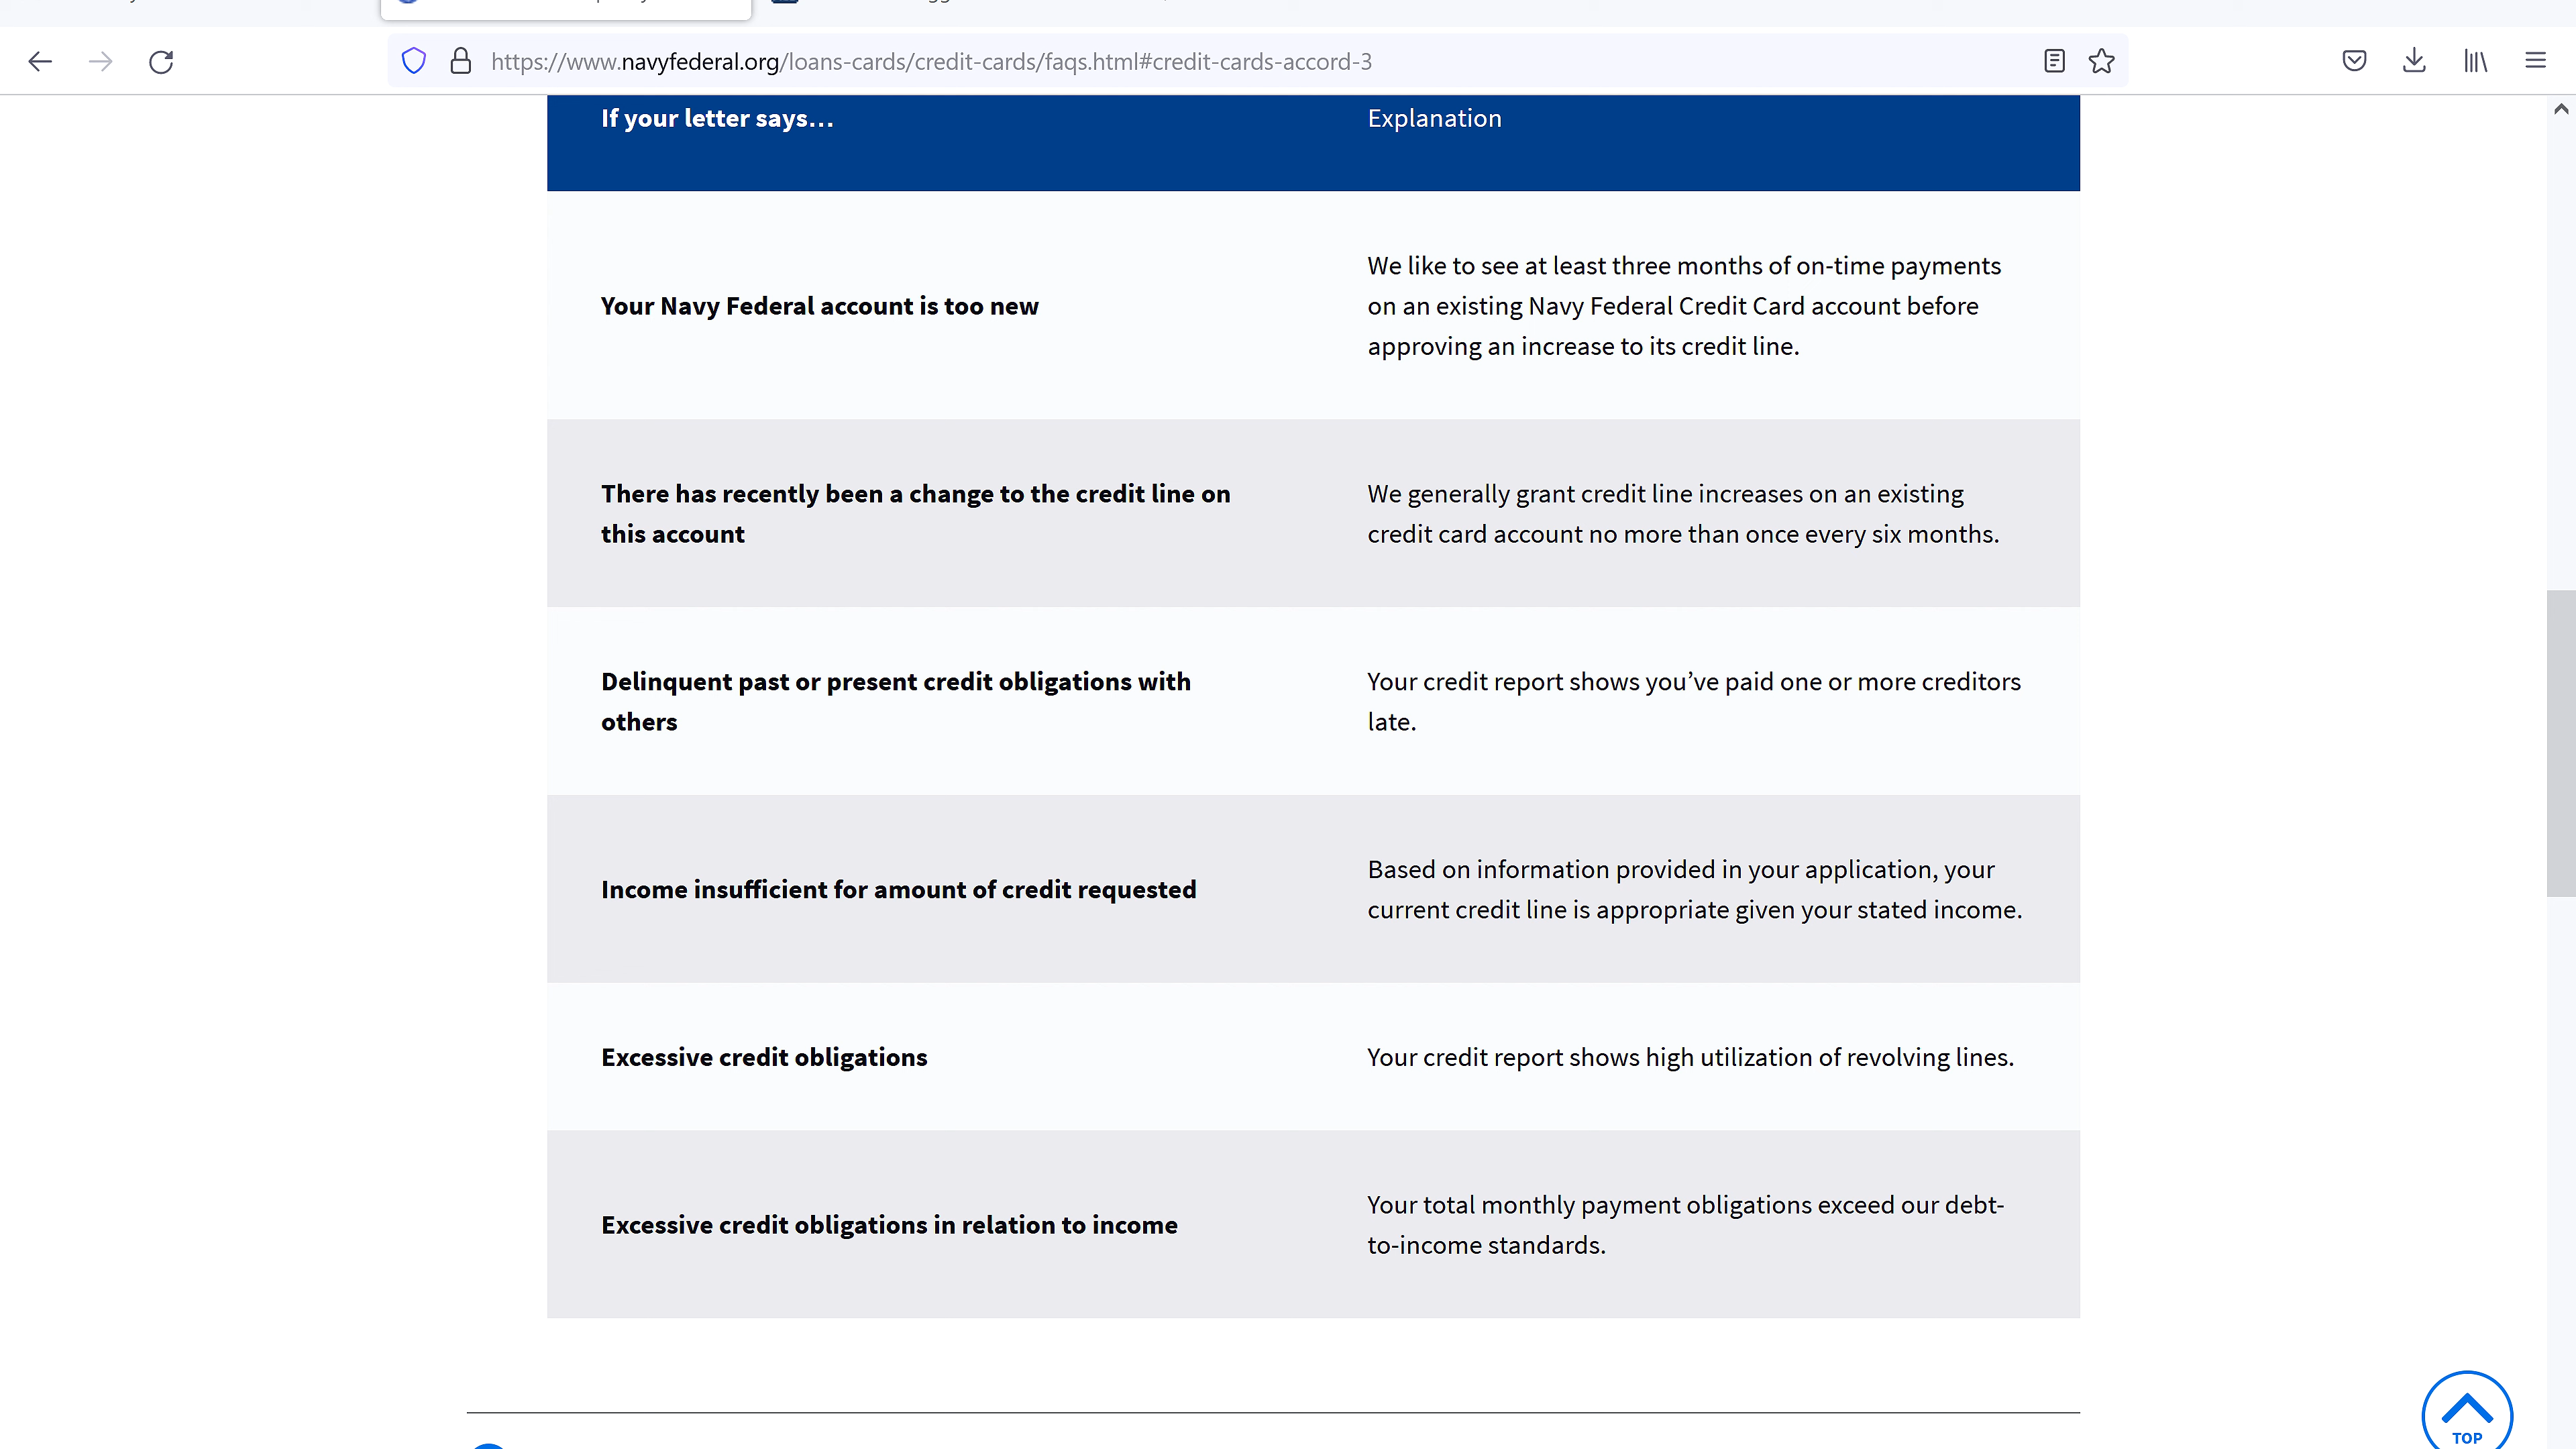 https://www.navyfederal.org/loans-cards/credit-cards/faqs.html#credit-cards-accord-3
If your letter says...
Explanation
Your Navy Federal account is too new
We like to see at least three months of on-time payments
on an existing Navy Federal Credit Card account before
approving an increase to its credit line.
There has recently been a change to the credit line on
this account
We generally grant credit line increases on an existing
credit card account no more than once every six months.
Delinquent past or present credit obligations with
others
Your credit report shows you’ve paid one or more creditors
late.
Income insufficient for amount of credit requested
Based on information provided in your application, your
current credit line is appropriate given your stated income.
Excessive credit obligations
Your credit report shows high utilization of revolving lines.
Excessive credit obligations in relation to income
Your total monthly payment obligations exceed our debt-
to-income standards.
TOP